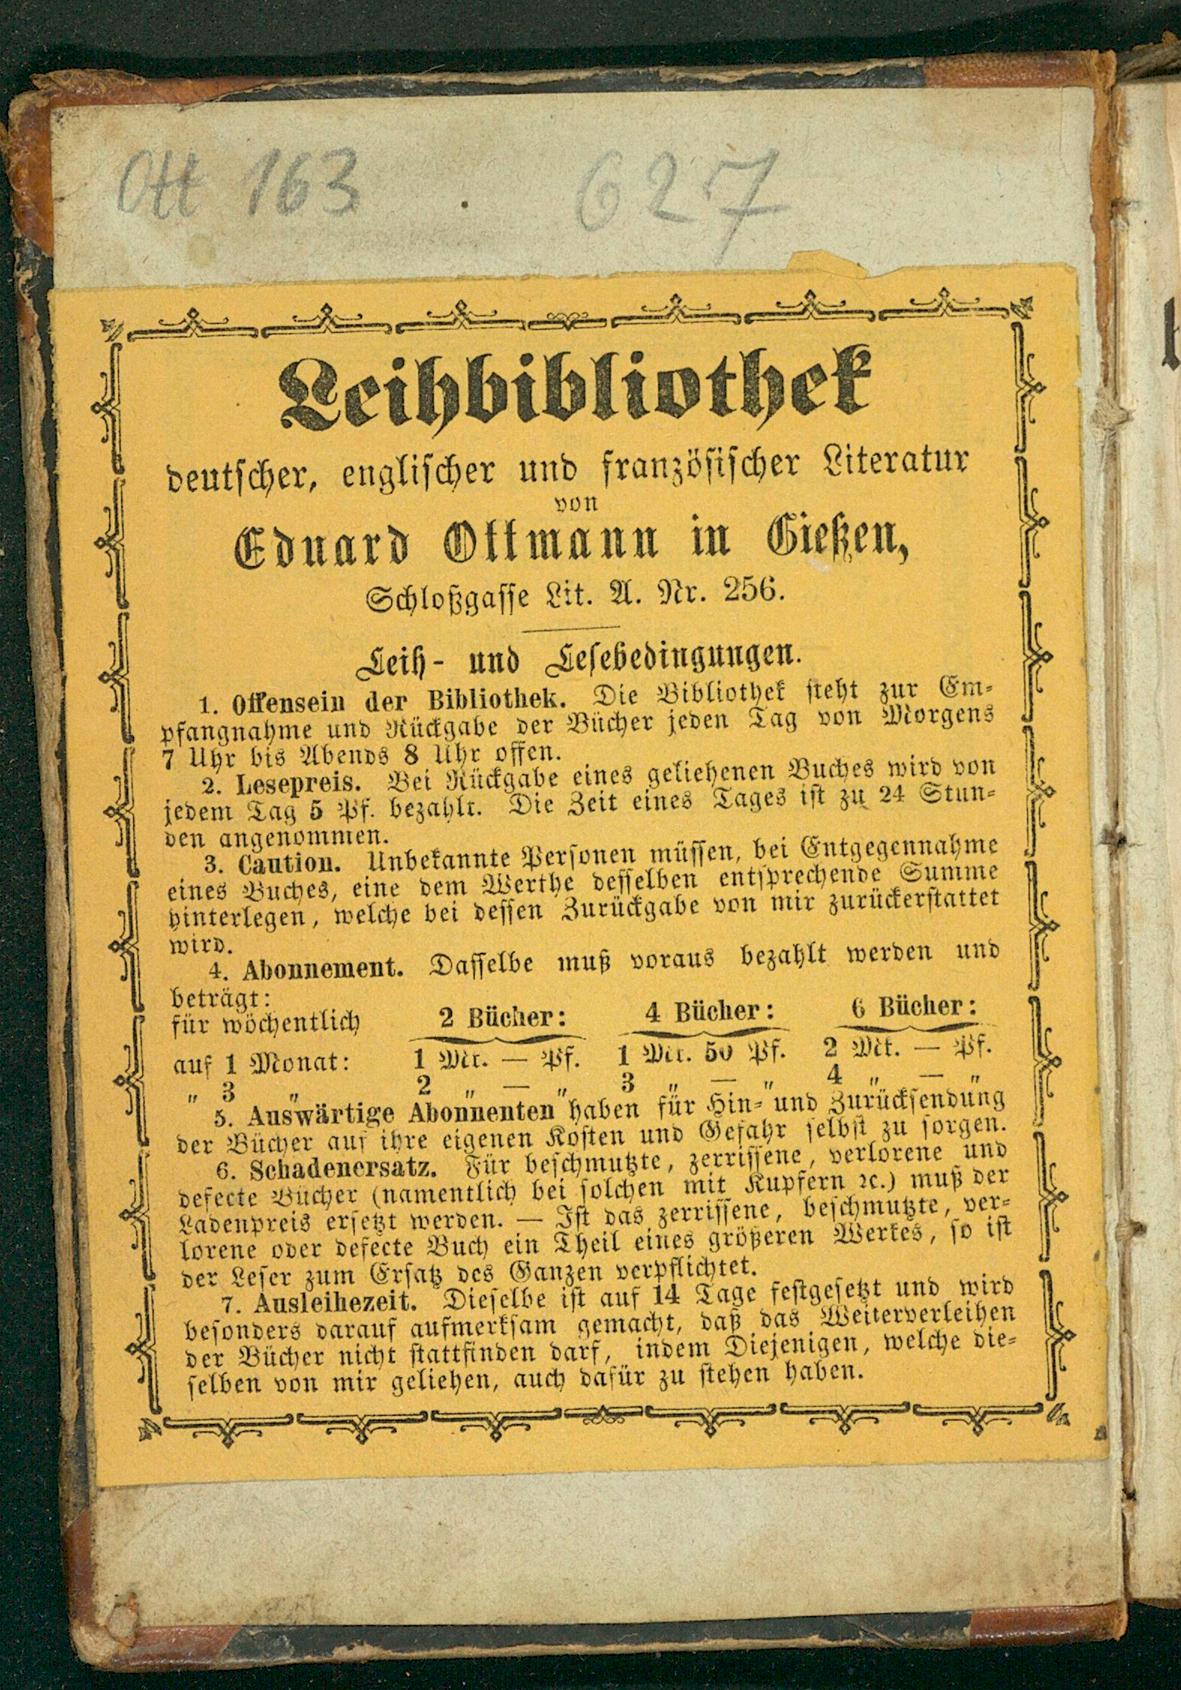 Ott 163
627
Leihbibliothek
deutscher, englischer und französischer Literatur
von
Eduard Ottmann in Gießen,
Schloßgasse Lit. A. Nr. 256.
Leih- und Lesebedingungen.
1. Offensein der Bibliothek. Die Bibliothek steht zur Em-
pfangnahme und Rückgabe der Bücher jeden Tag von Morgens
7 Uhr bis Abends 8 Uhr offen.
2. Lesepreis. Bei Rückgabe eines geliehenen Buches wird von
jedem Tag 5 Pf. bezahlt. Die Zeit eines Tages ist zu 24 Stun-
den angenommen.
3. Caution. Unbekannte Personen müssen, bei Entgegennahme
eines Buches, eine dem Werthe desselben entsprechende Summe
hinterlegen, welche bei dessen Zurückgabe von mir zurückerstattet
wird.
4. Abonnement. Dasselbe muß voraus bezahlt werden und
beträgt:
für wöchentlich 2 Bücher: 4 Bücher: 6 Bücher:
auf 1 Monat: 1 Mk. — Pf. 1 Mk. 50 Pf. 2 Mk. — Pf.
„ 3 „ 2 „ — „ 3 „ — „ 4 „ — „
5. Auswärtige Abonnenten haben für Hin- und Zurücksendung
der Bücher auf ihre eigenen Kosten und Gefahr selbst zu sorgen.
6. Schadenersatz. Für beschmutzte, zerrissene, verlorene und
defecte Bücher (namentlich bei solchen mit Kupfern ꝛc.) muß der
Ladenpreis ersetzt werden. — Ist das zerrissene, beschmutzte, ver-
lorene oder defecte Buch ein Theil eines größeren Werkes, so ist
der Leser zum Ersatz des Ganzen verpflichtet.
7. Ausleihezeit. Dieselbe ist auf 14 Tage festgesetzt und wird
besonders darauf aufmerksam gemacht, daß das Weiterverleihen
der Bücher nicht stattfinden darf, indem Diejenigen, welche die-
selben von mir geliehen, auch dafür zu stehen haben.